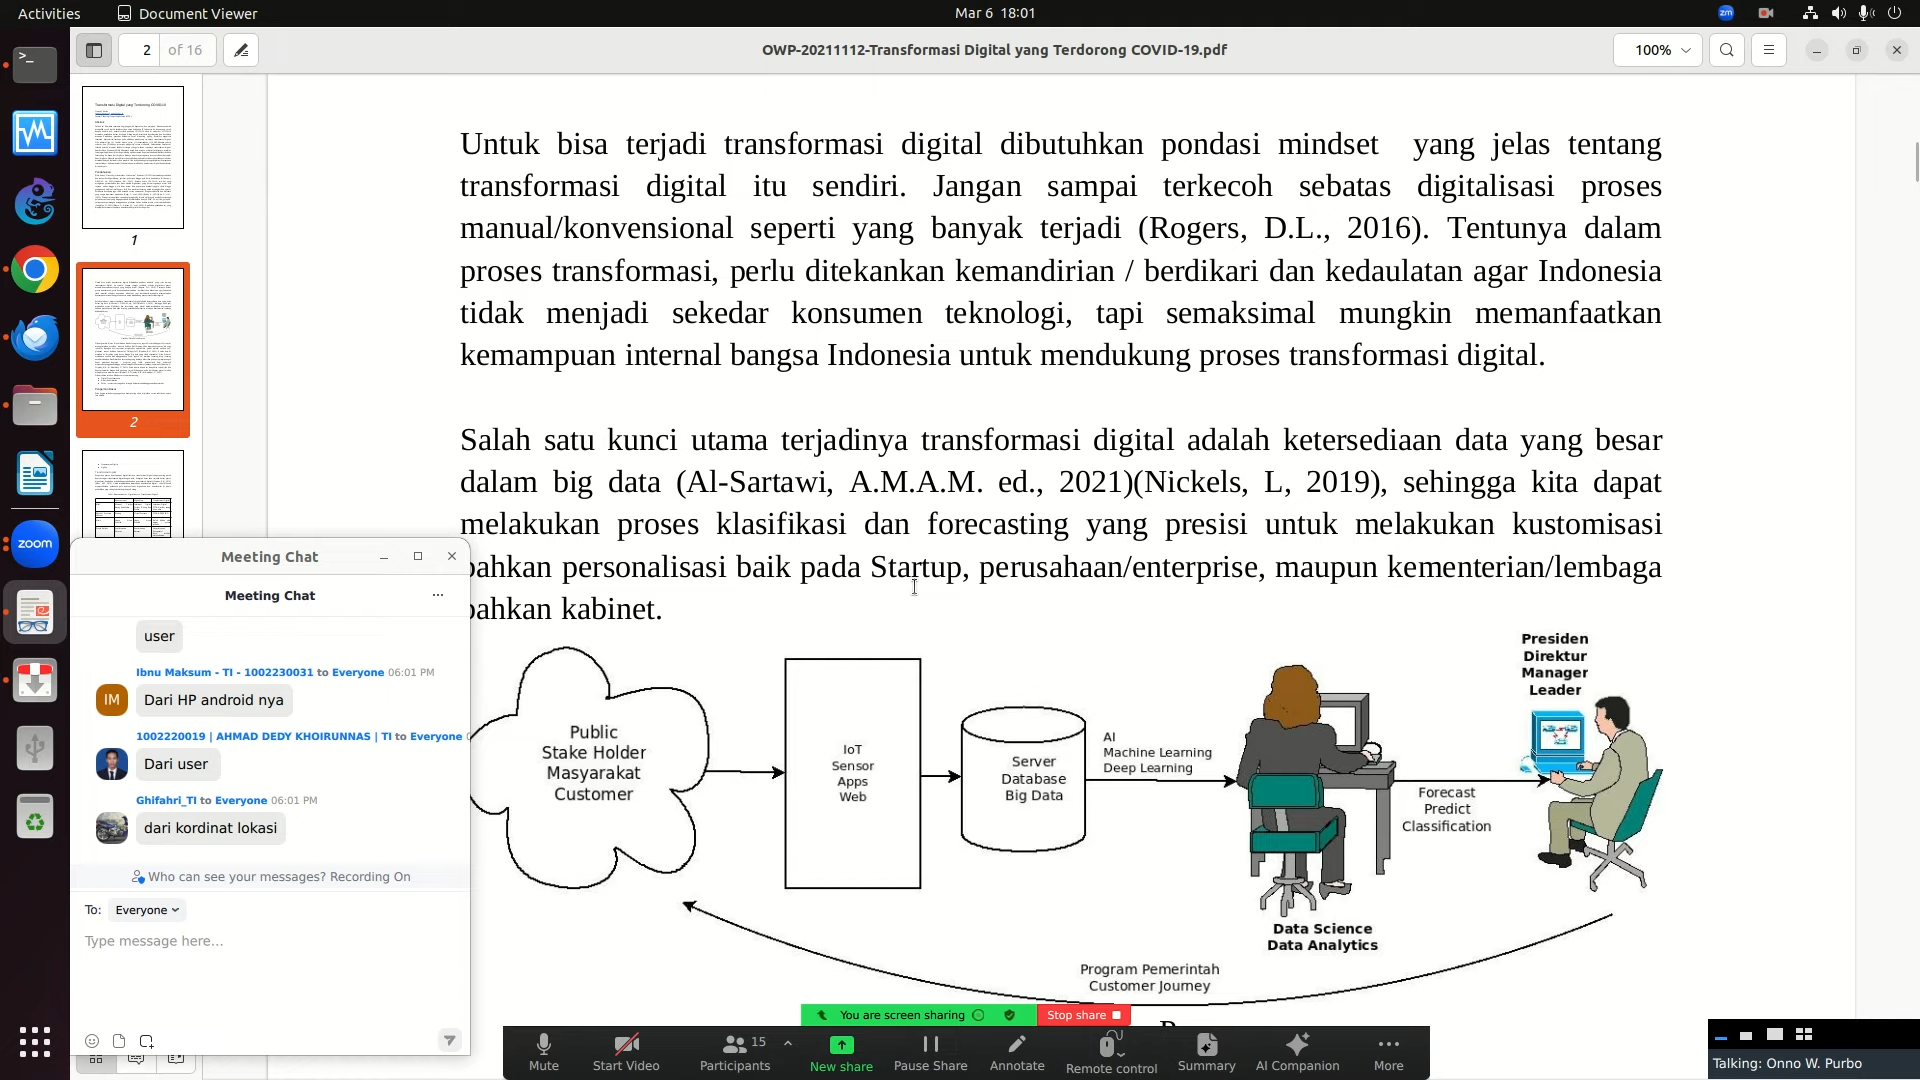 Activities
Document Viewer
Mar 6 18:01
zm
2 of 16
OWP-20211112-Transformasi Digital yang Terdorong COVID-19.pdf
100%
Transformasi Digital yang Terdorong COVID-19
1
2
Untuk bisa terjadi transformasi digital dibutuhkan pondasi mindset yang jelas tentang
transformasi digital itu sendiri. Jangan sampai terkecoh sebatas digitalisasi proses
manual/konvensional seperti yang banyak terjadi (Rogers, D.L., 2016). Tentunya dalam
proses transformasi, perlu ditekankan kemandirian / berdikari dan kedaulatan agar Indonesia
tidak menjadi sekedar konsumen teknologi, tapi semaksimal mungkin memanfaatkan
kemampuan internal bangsa Indonesia untuk mendukung proses transformasi digital.
Salah satu kunci utama terjadinya transformasi digital adalah ketersediaan data yang besar
dalam big data (Al-Sartawi, A.M.A.M. ed., 2021)(Nickels, L, 2019), sehingga kita dapat
melakukan proses klasifikasi dan forecasting yang presisi untuk melakukan kustomisasi
bahkan personalisasi baik pada Startup, perusahaan/enterprise, maupun kementerian/lembaga
bahkan kabinet.
Public
Stake Holder
Masyarakat
Customer
IoT
Sensor
Apps
Web
Server
Database
Big Data
AI
Machine Learning
Deep Learning
Data Science
Data Analytics
Forecast
Predict
Classification
Presiden
Direktur
Manager
Leader
Program Pemerintah
Customer Journey
zoom
Meeting Chat
Meeting Chat
user
Ibnu Maksum - TI - 1002230031 to Everyone 06:01 PM
IM
Dari HP android nya
1002220019 | AHMAD DEDY KHOIRUNNAS | TI to Everyone
Dari user
Ghifahri_TI to Everyone 06:01 PM
dari kordinat lokasi
Who can see your messages? Recording On
To: Everyone
Type message here...
You are screen sharing
Stop share
Mute
Start Video
Participants
15
New share
Pause Share
Annotate
Remote control
Summary
AI Companion
More
Talking: Onno W. Purbo